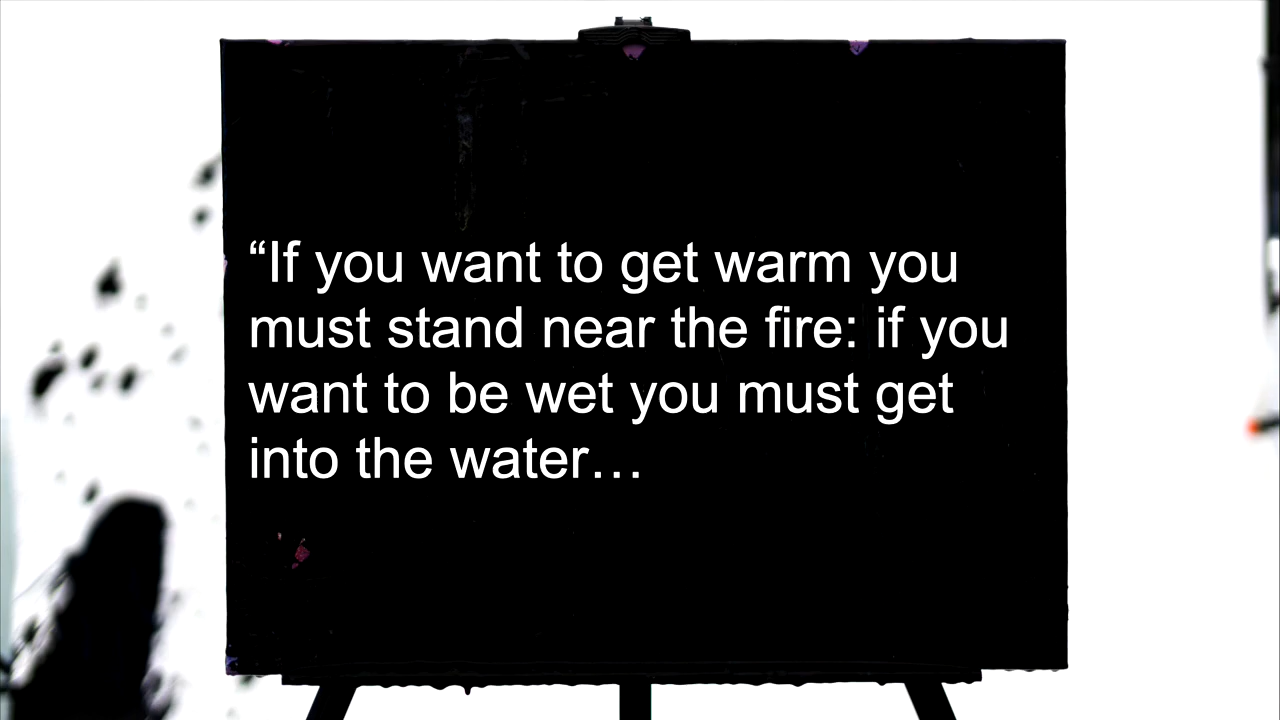 “If you want to get warm you
must stand near the fire: if you
want to be wet you must get
into the water…